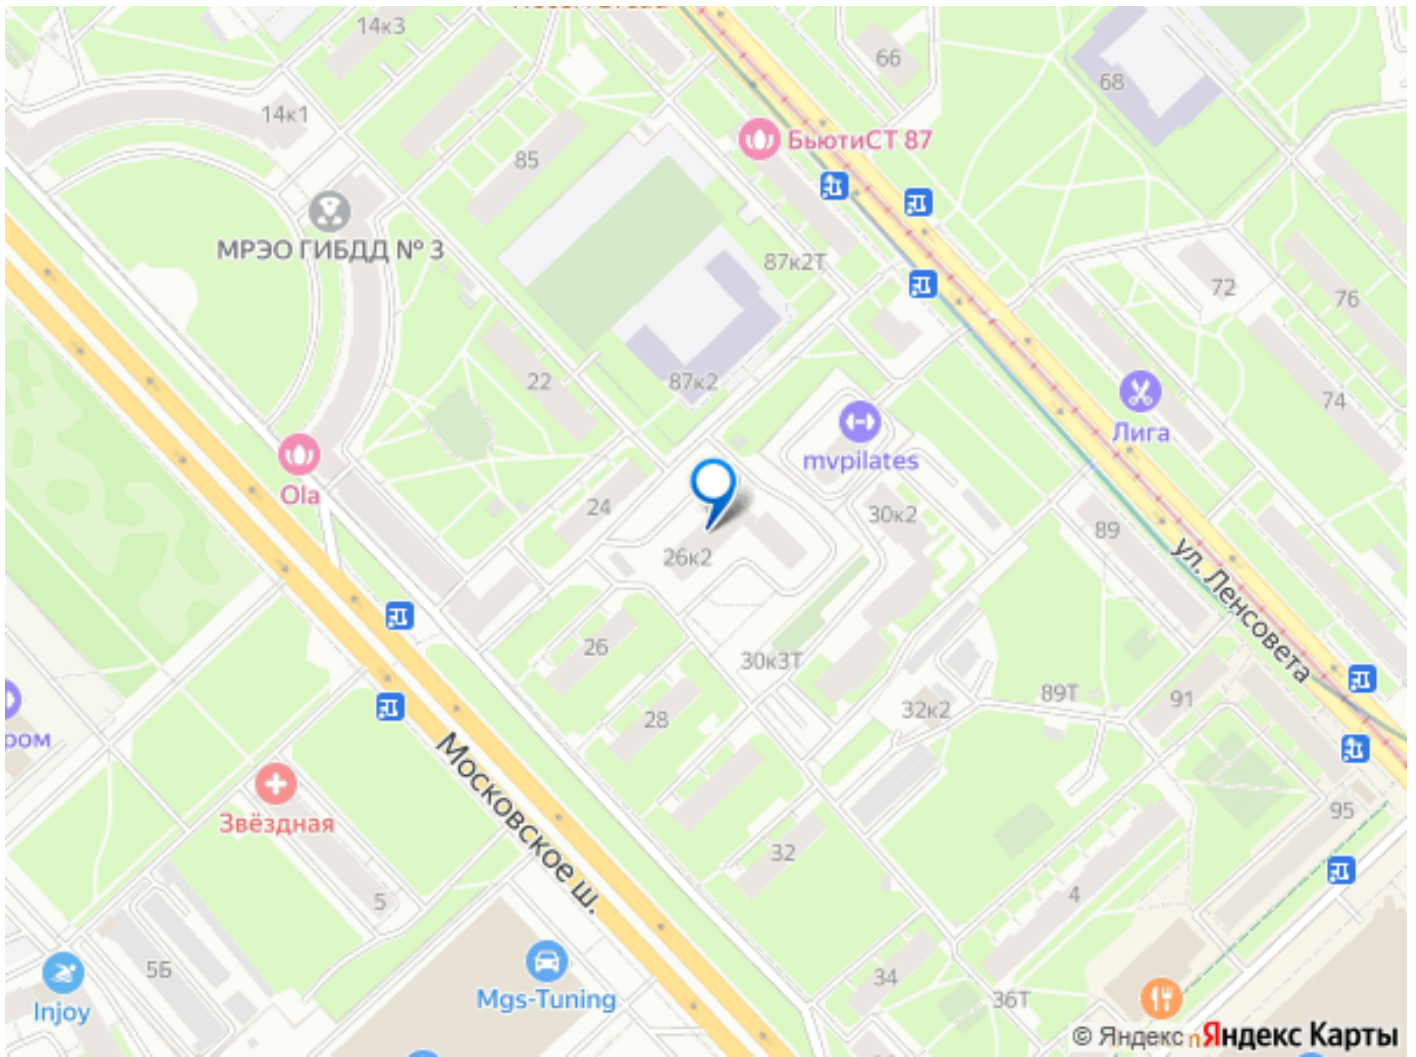 14к3
66
68
14к1
БьютиСТ 87
85
МРЭО ГИБДД № 3
87к2Т
72
76
22
87к2
74
Лига
mvpilates
Ola
24
30к2
89
26к2
ул. Ленсовета
26
30к3Т
89Т
91
28
32к2
ром
Московское ш.
Звёздная
95
32
5
4
5Б
34
Injoy
Mgs-Tuning
36Т
© Яндекс
Яндекс Карты